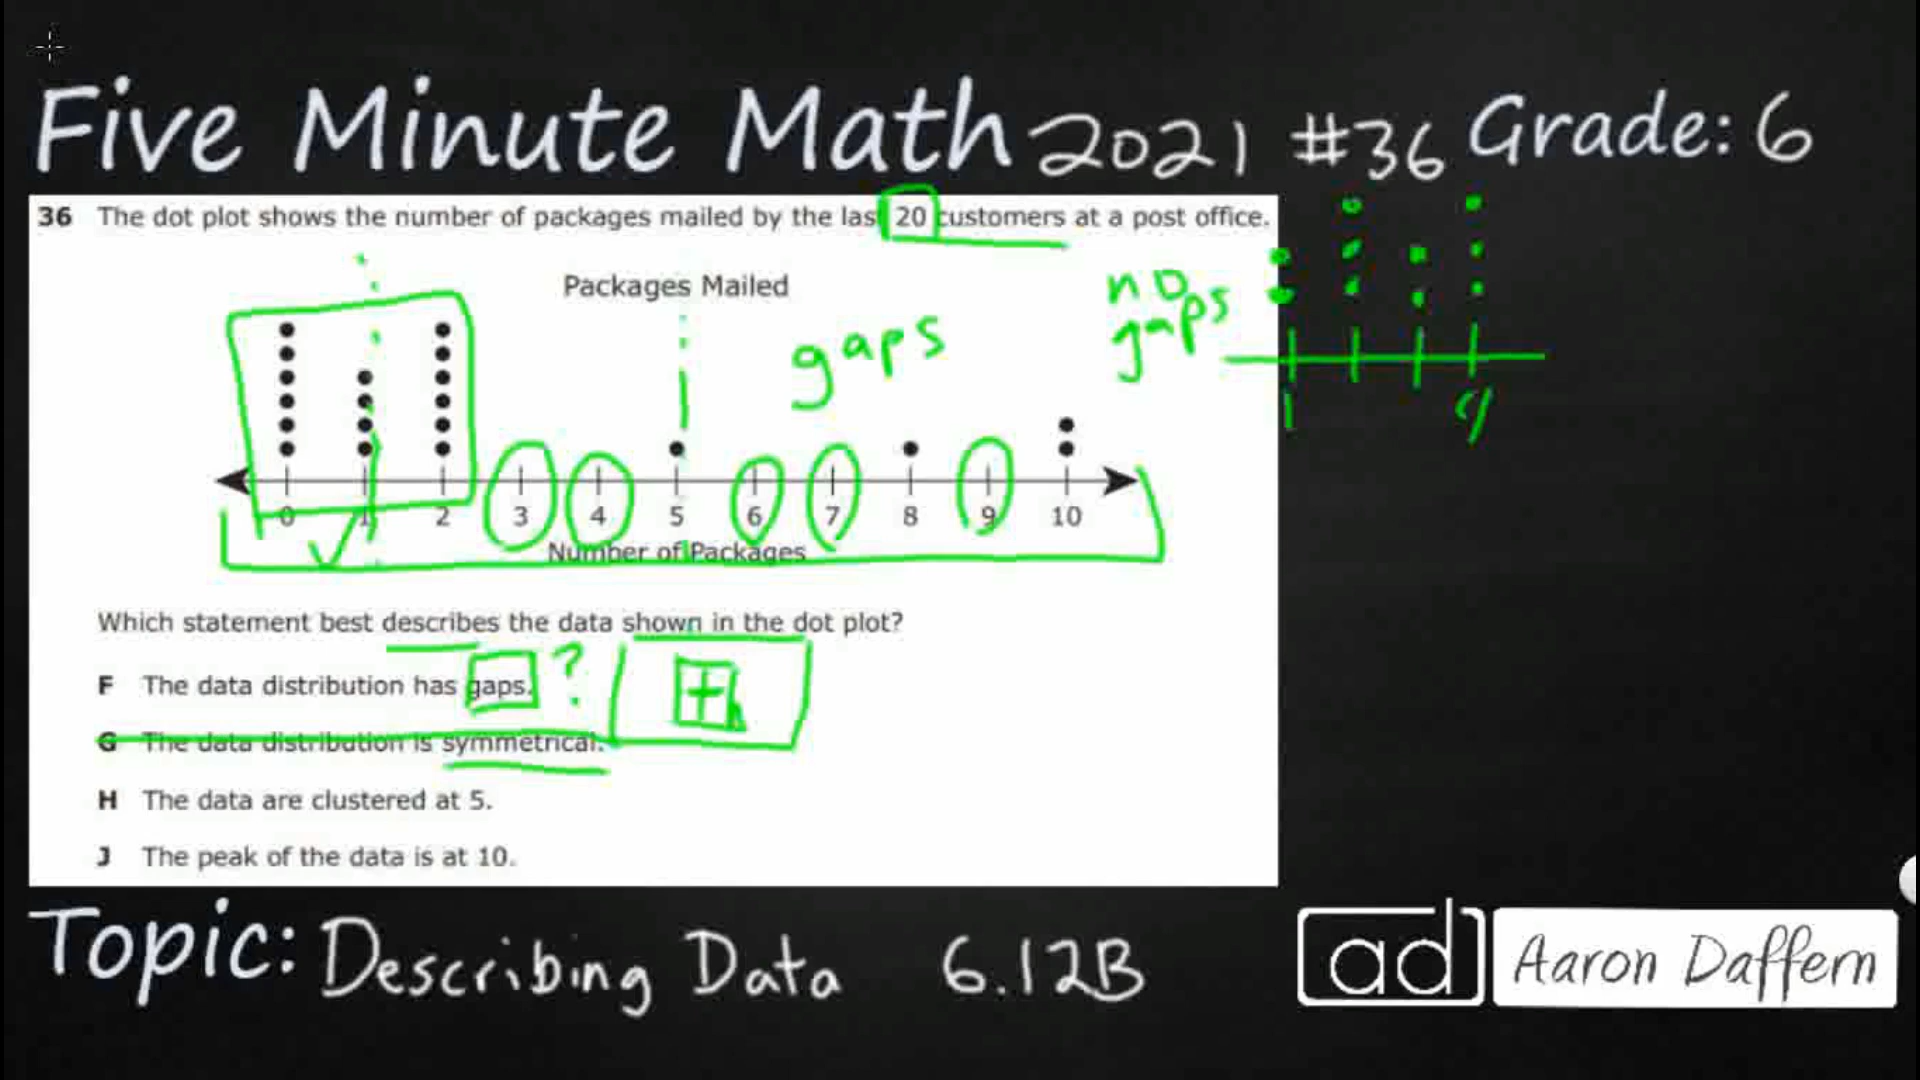 Five Minute Math 2021 #36 Grade: 6
36 The dot plot shows the number of packages mailed by the last 20 customers at a post office.
Packages Mailed
gaps
no
gaps
1 4
0 1 2 3 4 5 6 7 8 9 10
Number of Packages
Which statement best describes the data shown in the dot plot?
F The data distribution has gaps. ?
G The data distribution is symmetrical.
H The data are clustered at 5.
J The peak of the data is at 10.
Topic: Describing Data 6.12B
ad Aaron Daffern